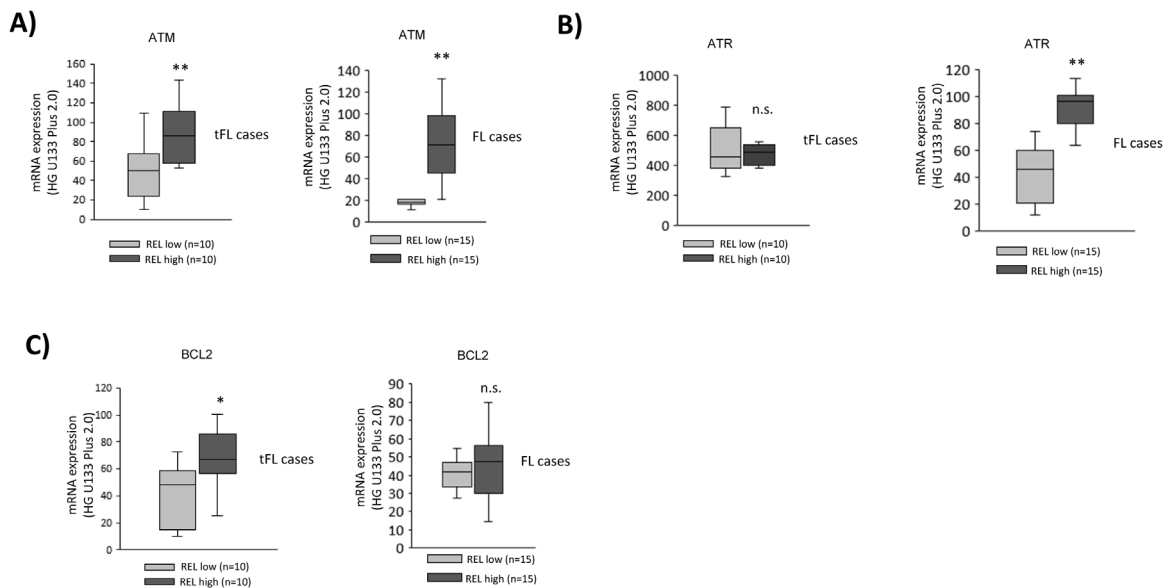 A)
ATM
mRNA expression
(HG U133 Plus 2.0)
160
140
120
100
80
60
40
20
0
**
tFL cases
REL low (n=10)
REL high (n=10)
ATM
mRNA expression
(HG U133 Plus 2.0)
140
120
100
80
60
40
20
0
**
FL cases
REL low (n=15)
REL high (n=15)
B)
ATR
mRNA expression
(HG U133 Plus 2.0)
1000
800
600
400
200
0
n.s.
tFL cases
REL low (n=10)
REL high (n=10)
ATR
mRNA expression
(HG U133 Plus 2.0)
120
100
80
60
40
20
0
**
FL cases
REL low (n=15)
REL high (n=15)
C)
BCL2
mRNA expression
(HG U133 Plus 2.0)
120
100
80
60
40
20
0
*
tFL cases
REL low (n=10)
REL high (n=10)
BCL2
mRNA expression
(HG U133 Plus 2.0)
90
80
70
60
50
40
30
20
10
0
n.s.
FL cases
REL low (n=15)
REL high (n=15)